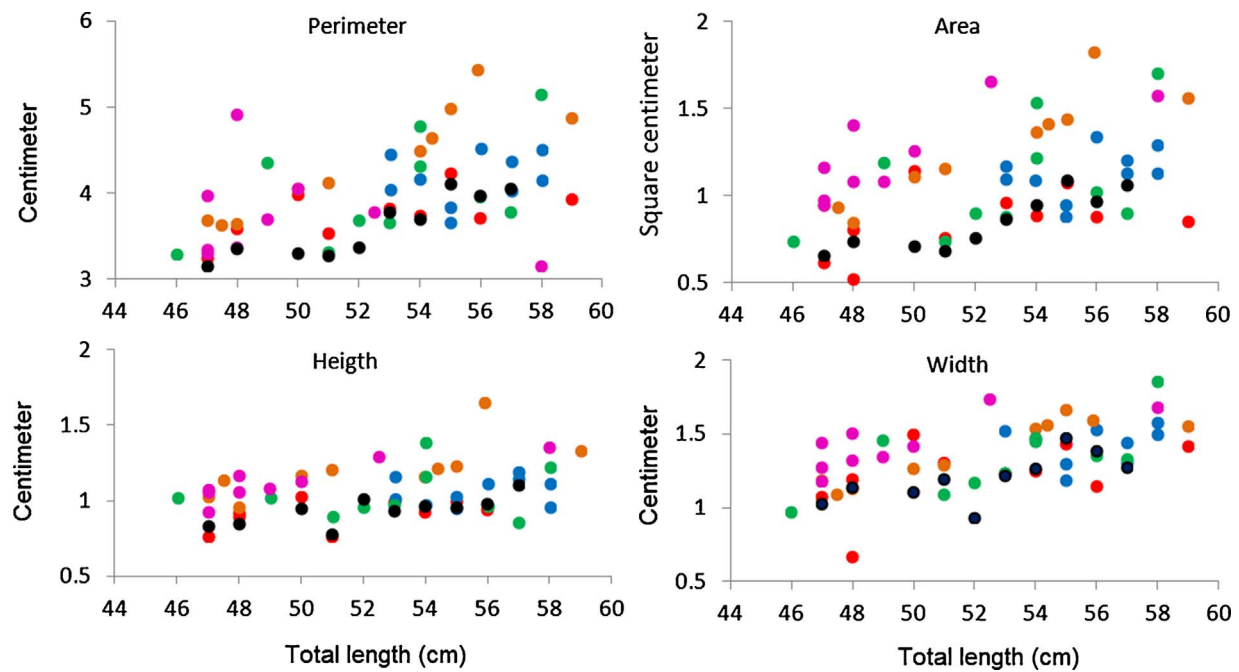 Perimeter
Centimeter
6
5
4
3
44 46 48 50 52 54 56 58 60
Area
Square centimeter
2
1.5
1
0.5
44 46 48 50 52 54 56 58 60
Heigth
Centimeter
2
1.5
1
0.5
44 46 48 50 52 54 56 58 60
Total length (cm)
Width
Centimeter
2
1.5
1
0.5
44 46 48 50 52 54 56 58 60
Total length (cm)